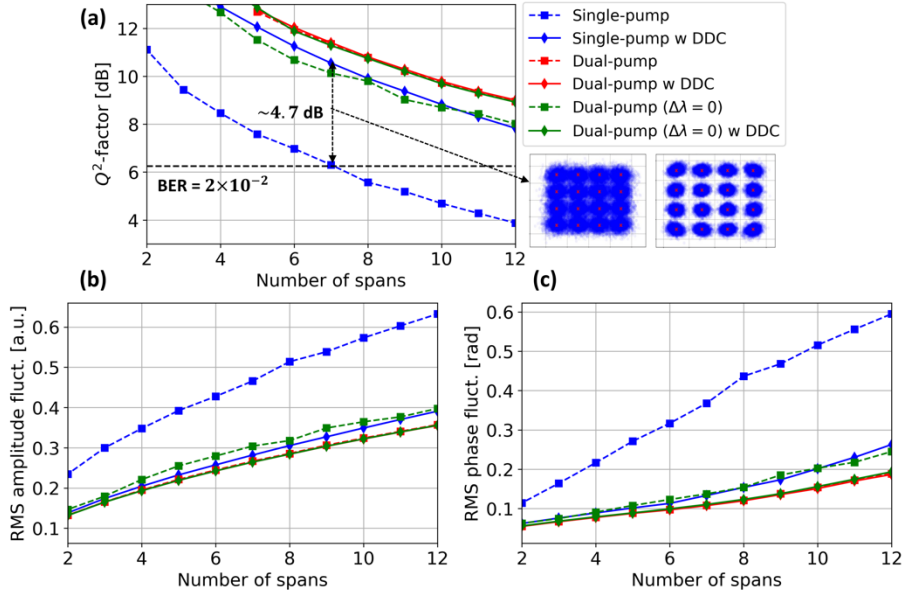 (a)
12
10
8
6
4
Q²-factor [dB]
~4.7 dB
BER = 2×10⁻²
2 4 6 8 10 12
Number of spans
Single-pump
Single-pump w DDC
Dual-pump
Dual-pump w DDC
Dual-pump (Δλ = 0)
Dual-pump (Δλ = 0) w DDC
(b)
0.6
0.5
0.4
0.3
0.2
0.1
RMS amplitude fluct. [a.u.]
2 4 6 8 10 12
Number of spans
(c)
0.6
0.5
0.4
0.3
0.2
0.1
RMS phase fluct. [rad]
2 4 6 8 10 12
Number of spans